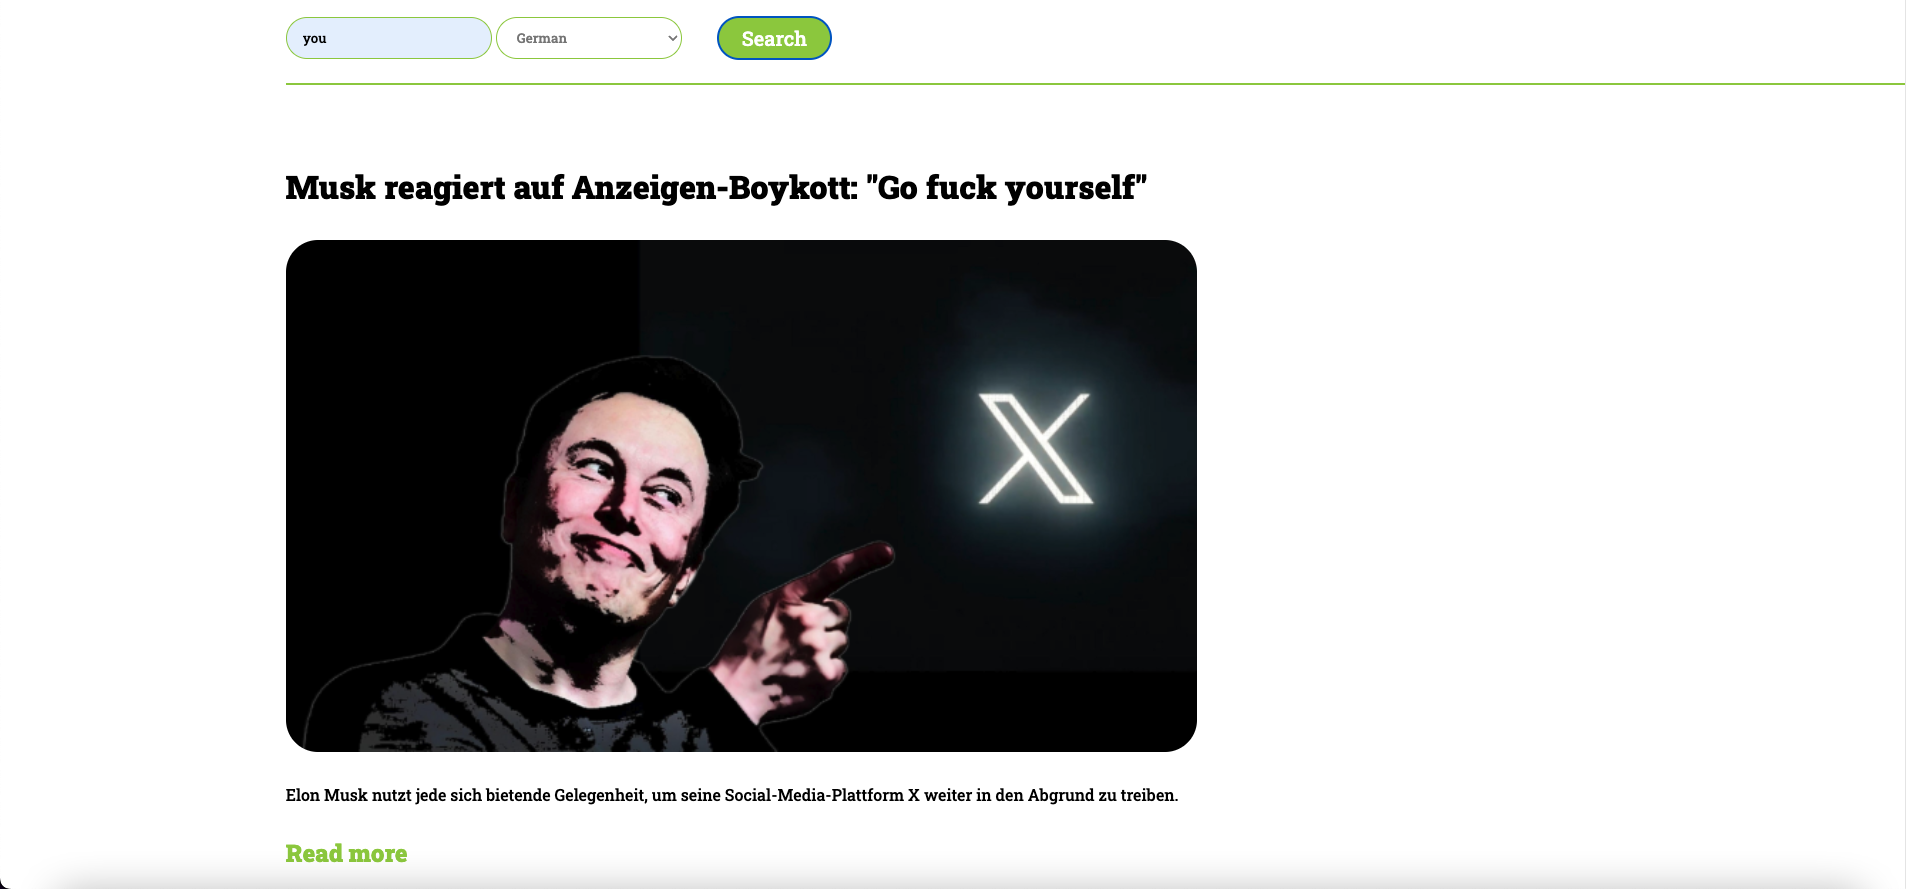 you
German
Search
Musk reagiert auf Anzeigen-Boykott: "Go fuck yourself"
X
Elon Musk nutzt jede sich bietende Gelegenheit, um seine Social-Media-Plattform X weiter in den Abgrund zu treiben.
Read more